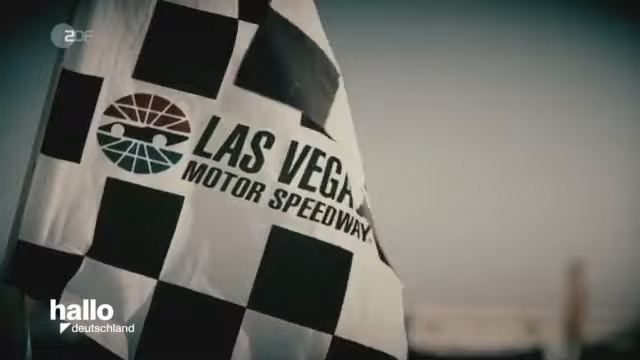 ZDF
LAS VEGA
MOTOR SPEEDWAY
hallo
deutschland